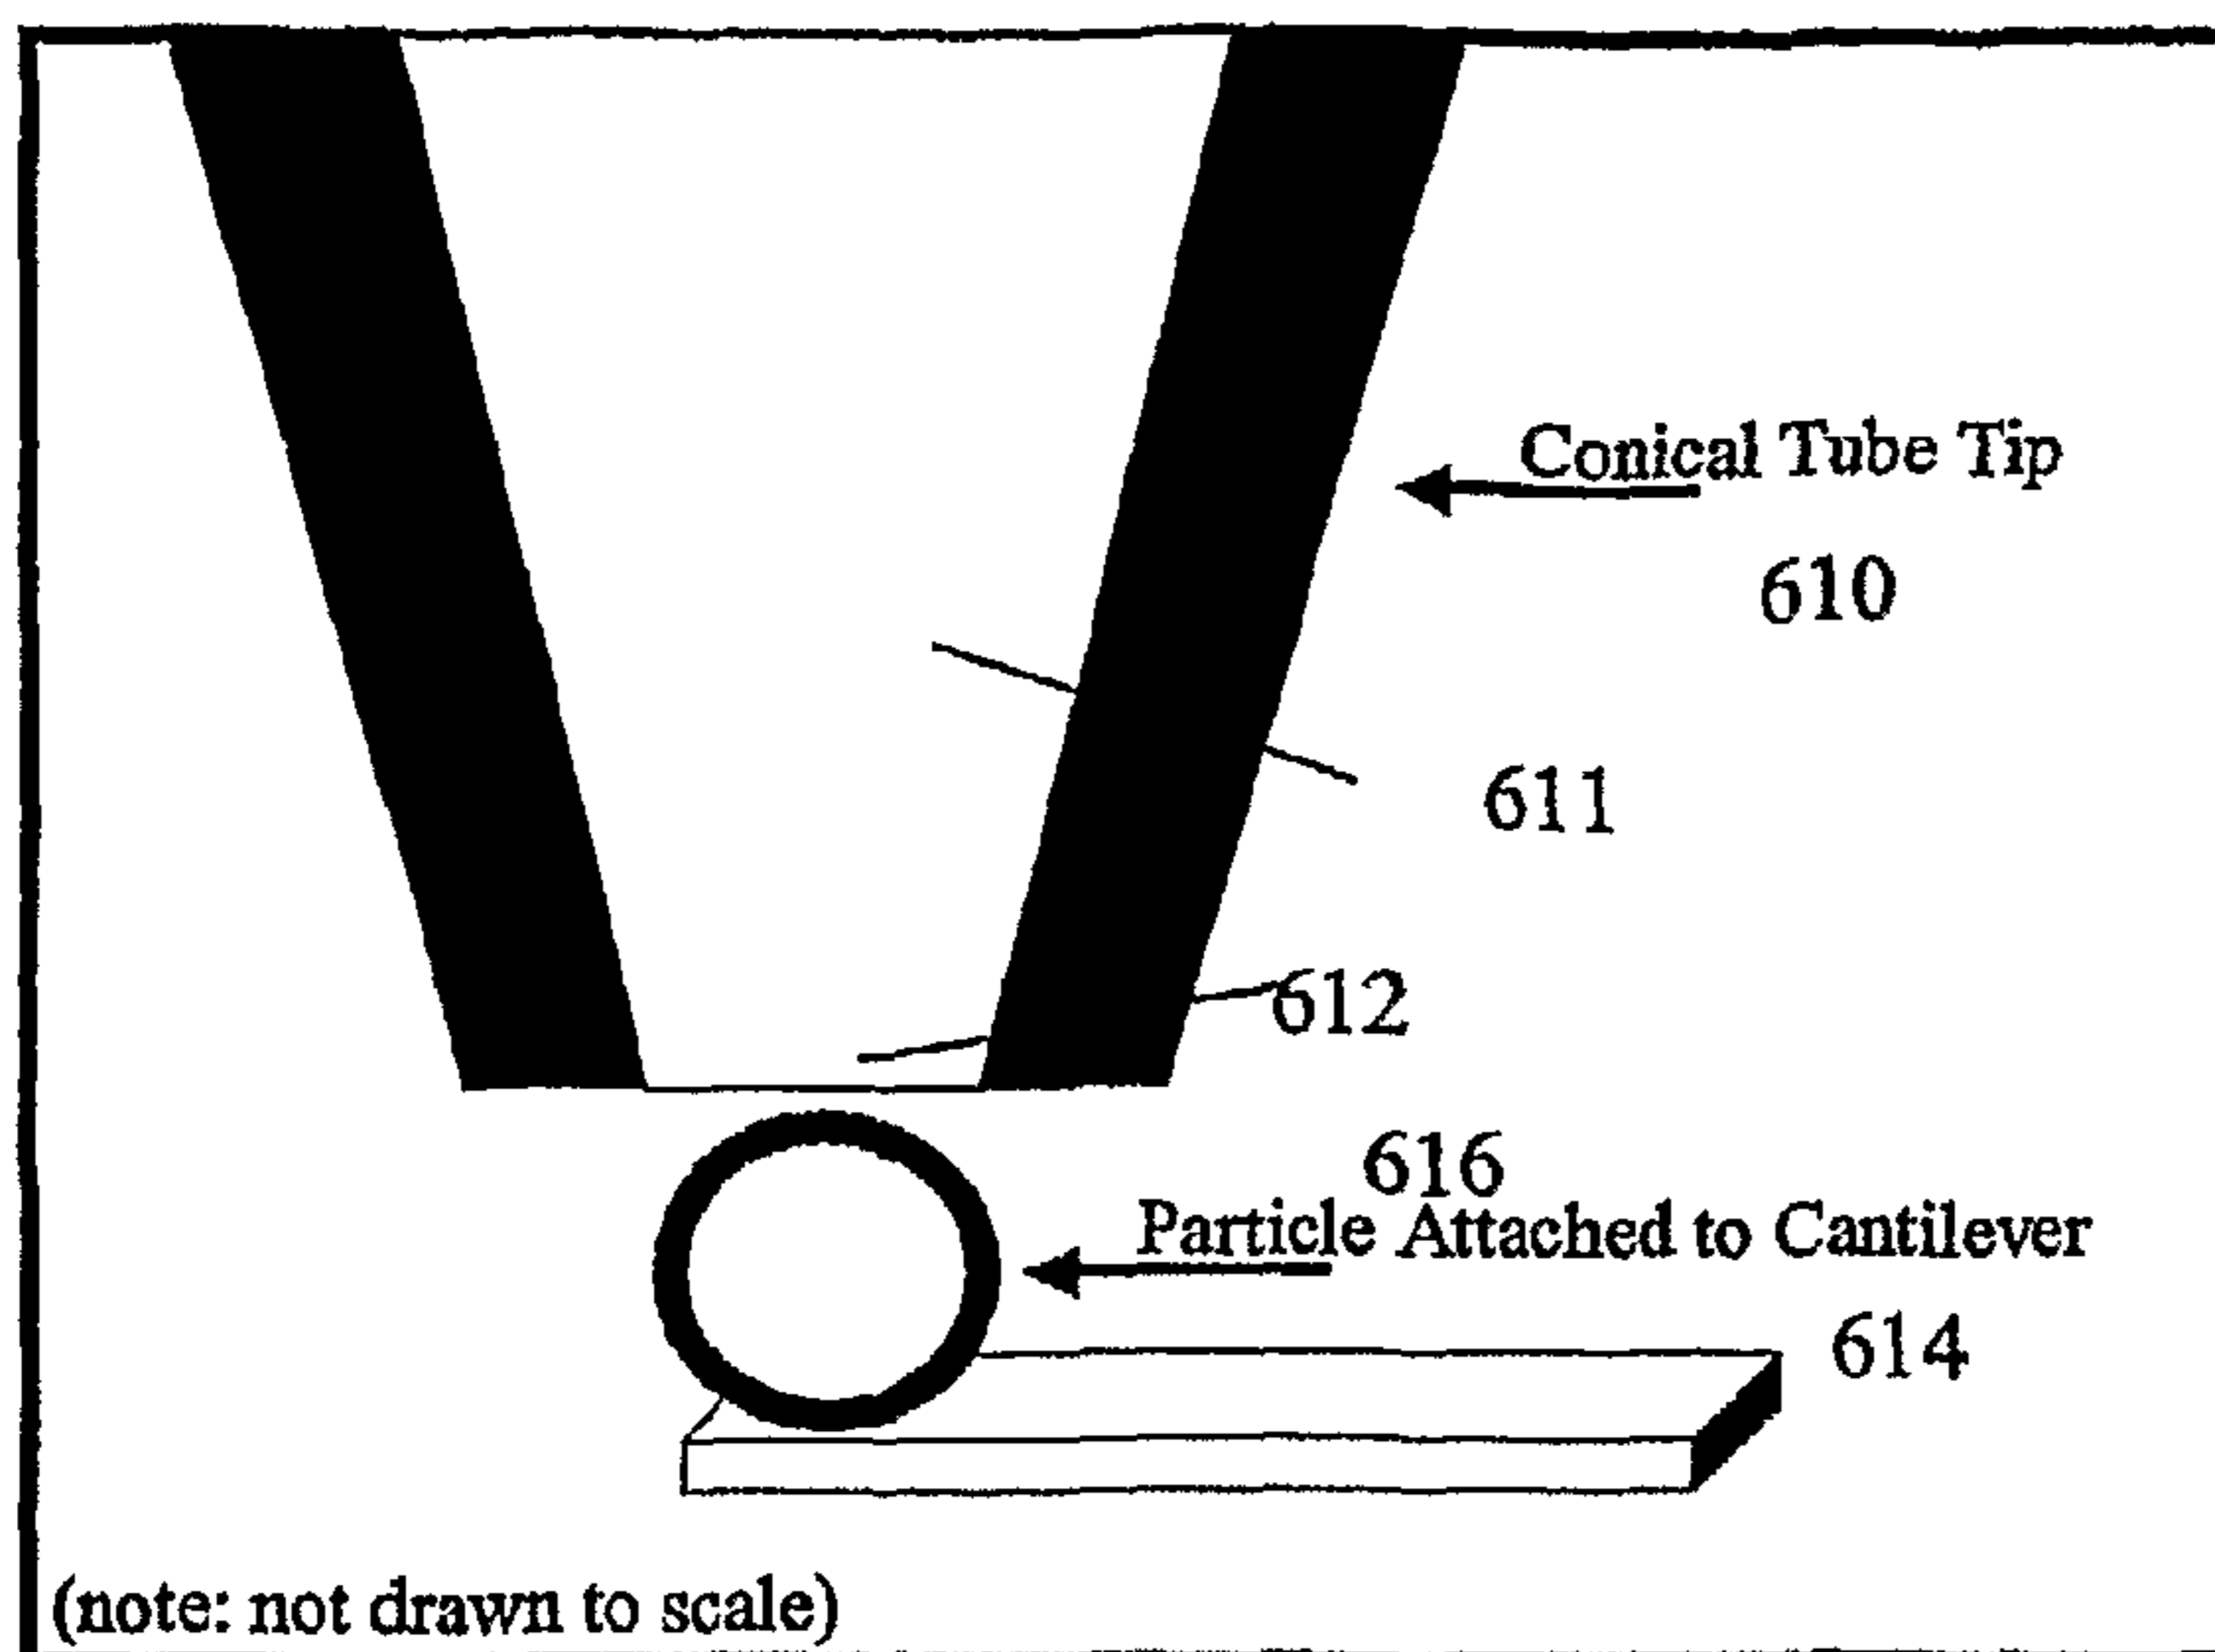 Conical Tube Tip
610
611
612
616
Particle Attached to Cantilever
614
(note: not drawn to scale)